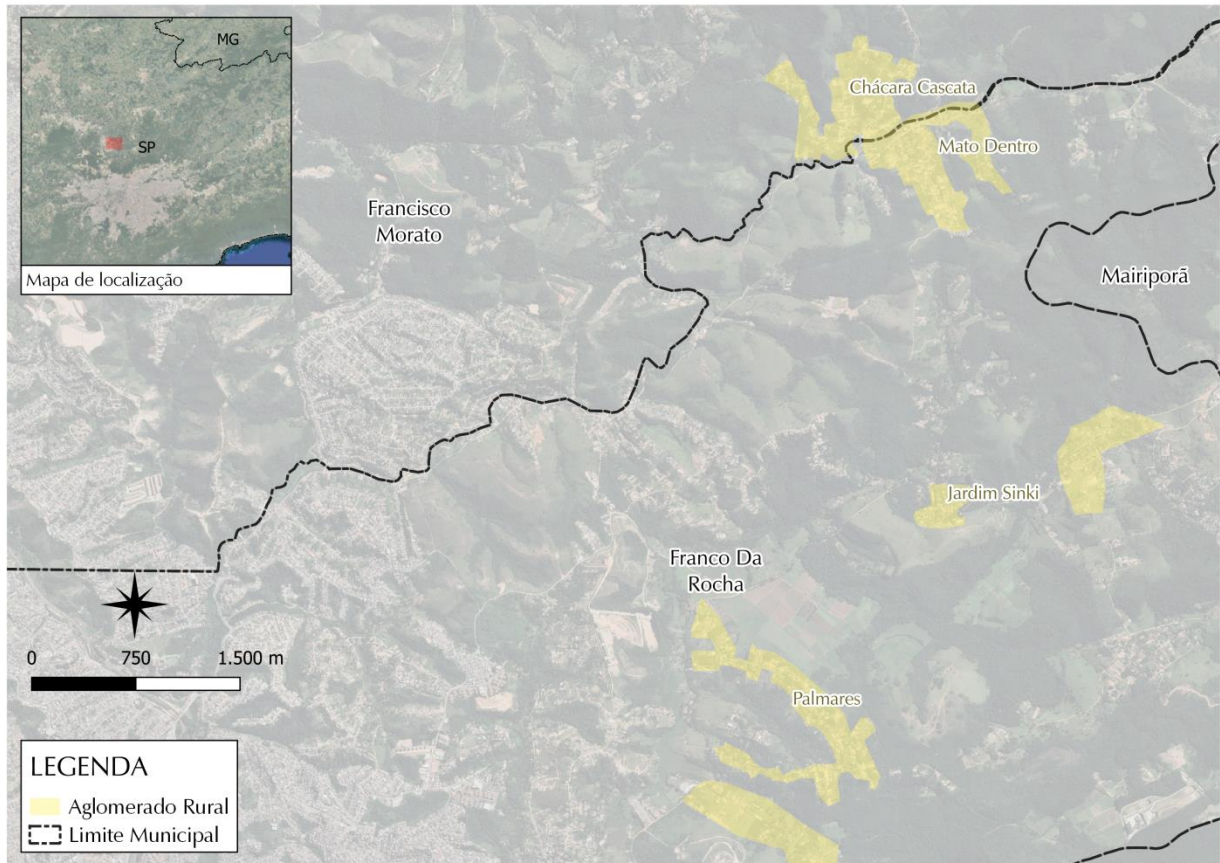 MG
SP
Mapa de localização
Chácara Cascata
Mato Dentro
Francisco
Morato
Mairiporã
Jardim Sinki
Franco Da
Rocha
Palmares
0 750 1.500 m
LEGENDA
Aglomerado Rural
Limite Municipal